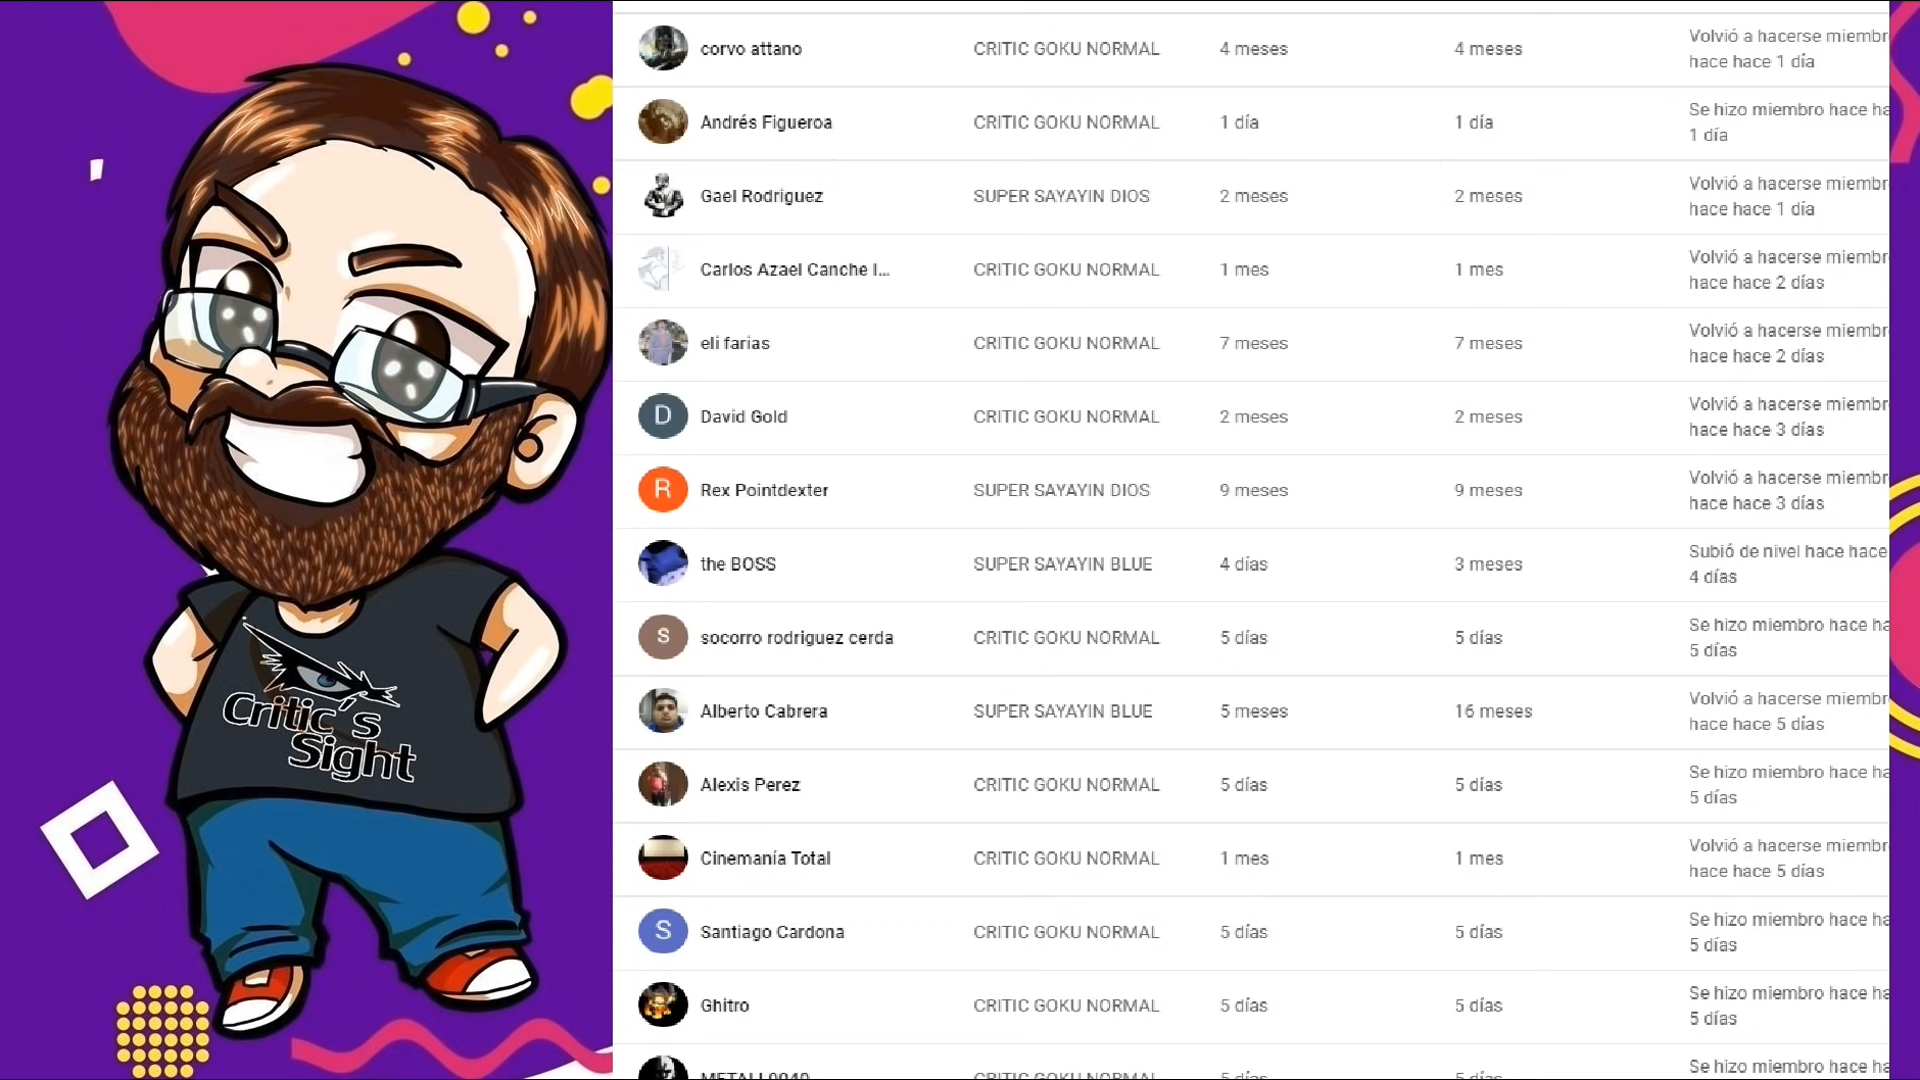 corvo attano CRITIC GOKU NORMAL 4 meses 4 meses Volvió a hacerse miembr
hace hace 1 día
Andrés Figueroa CRITIC GOKU NORMAL 1 día 1 día Se hizo miembro hace ha
1 día
Gael Rodriguez SUPER SAYAYIN DIOS 2 meses 2 meses Volvió a hacerse miembr
hace hace 1 día
Carlos Azael Canche I... CRITIC GOKU NORMAL 1 mes 1 mes Volvió a hacerse miembr
hace hace 2 días
eli farias CRITIC GOKU NORMAL 7 meses 7 meses Volvió a hacerse miembr
hace hace 2 días
D David Gold CRITIC GOKU NORMAL 2 meses 2 meses Volvió a hacerse miembr
hace hace 3 días
R Rex Pointdexter SUPER SAYAYIN DIOS 9 meses 9 meses Volvió a hacerse miembr
hace hace 3 días
the BOSS SUPER SAYAYIN BLUE 4 días 3 meses Subió de nivel hace hace
4 días
S socorro rodriguez cerda CRITIC GOKU NORMAL 5 días 5 días Se hizo miembro hace ha
5 días
Alberto Cabrera SUPER SAYAYIN BLUE 5 meses 16 meses Volvió a hacerse miembr
hace hace 5 días
Alexis Perez CRITIC GOKU NORMAL 5 días 5 días Se hizo miembro hace ha
5 días
Cinemanía Total CRITIC GOKU NORMAL 1 mes 1 mes Volvió a hacerse miembr
hace hace 5 días
S Santiago Cardona CRITIC GOKU NORMAL 5 días 5 días Se hizo miembro hace ha
5 días
Ghitro CRITIC GOKU NORMAL 5 días 5 días Se hizo miembro hace ha
5 días
CRITIC GOKU NORMAL 5 días 5 días Se hizo miembro hace ha
Critic's
Sight